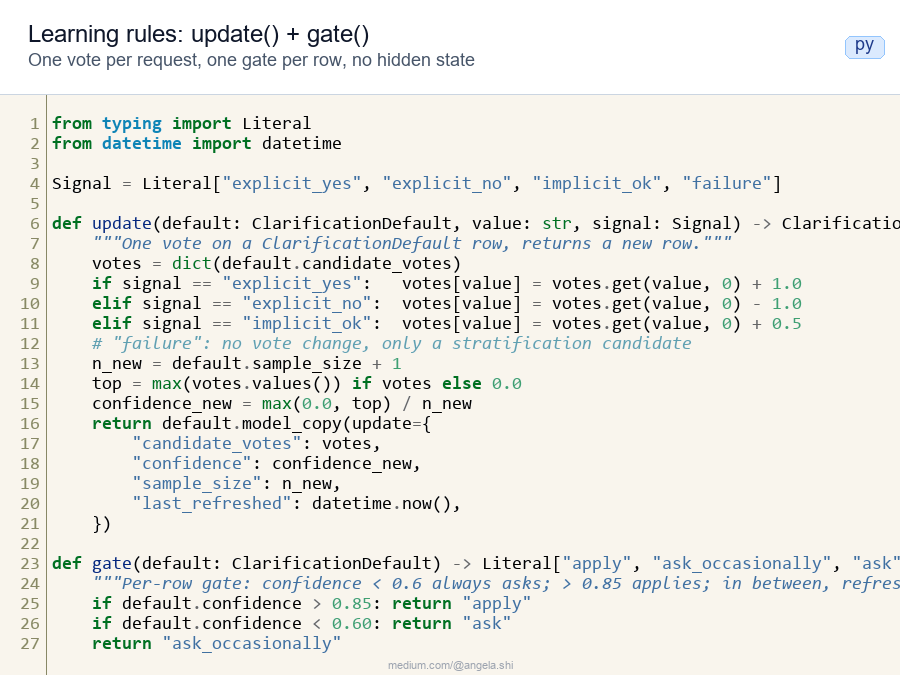 Learning rules: update() + gate()
One vote per request, one gate per row, no hidden state
py
1 from typing import Literal
2 from datetime import datetime
3
4 Signal = Literal["explicit_yes", "explicit_no", "implicit_ok", "failure"]
5
6 def update(default: ClarificationDefault, value: str, signal: Signal) -> Clarificatio
7     """One vote on a ClarificationDefault row, returns a new row."""
8     votes = dict(default.candidate_votes)
9     if signal == "explicit_yes":   votes[value] = votes.get(value, 0) + 1.0
10     elif signal == "explicit_no":  votes[value] = votes.get(value, 0) - 1.0
11     elif signal == "implicit_ok":  votes[value] = votes.get(value, 0) + 0.5
12     # "failure": no vote change, only a stratification candidate
13     n_new = default.sample_size + 1
14     top = max(votes.values()) if votes else 0.0
15     confidence_new = max(0.0, top) / n_new
16     return default.model_copy(update={
17         "candidate_votes": votes,
18         "confidence": confidence_new,
19         "sample_size": n_new,
20         "last_refreshed": datetime.now(),
21     })
22
23 def gate(default: ClarificationDefault) -> Literal["apply", "ask_occasionally", "ask"
24     """Per-row gate: confidence < 0.6 always asks; > 0.85 applies; in between, refres
25     if default.confidence > 0.85: return "apply"
26     if default.confidence < 0.60: return "ask"
27     return "ask_occasionally"
medium.com/@angela.shi